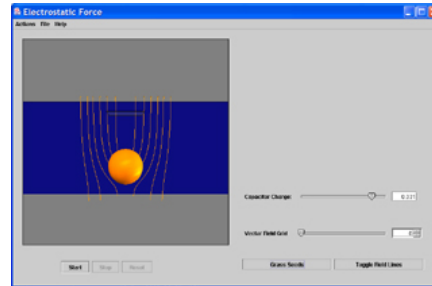 Electrostatic Force
Actions File Help
Capacitor Charge:
Vector Field Grid
Start Stop Reset
Grass Seeds Toggle Field Lines